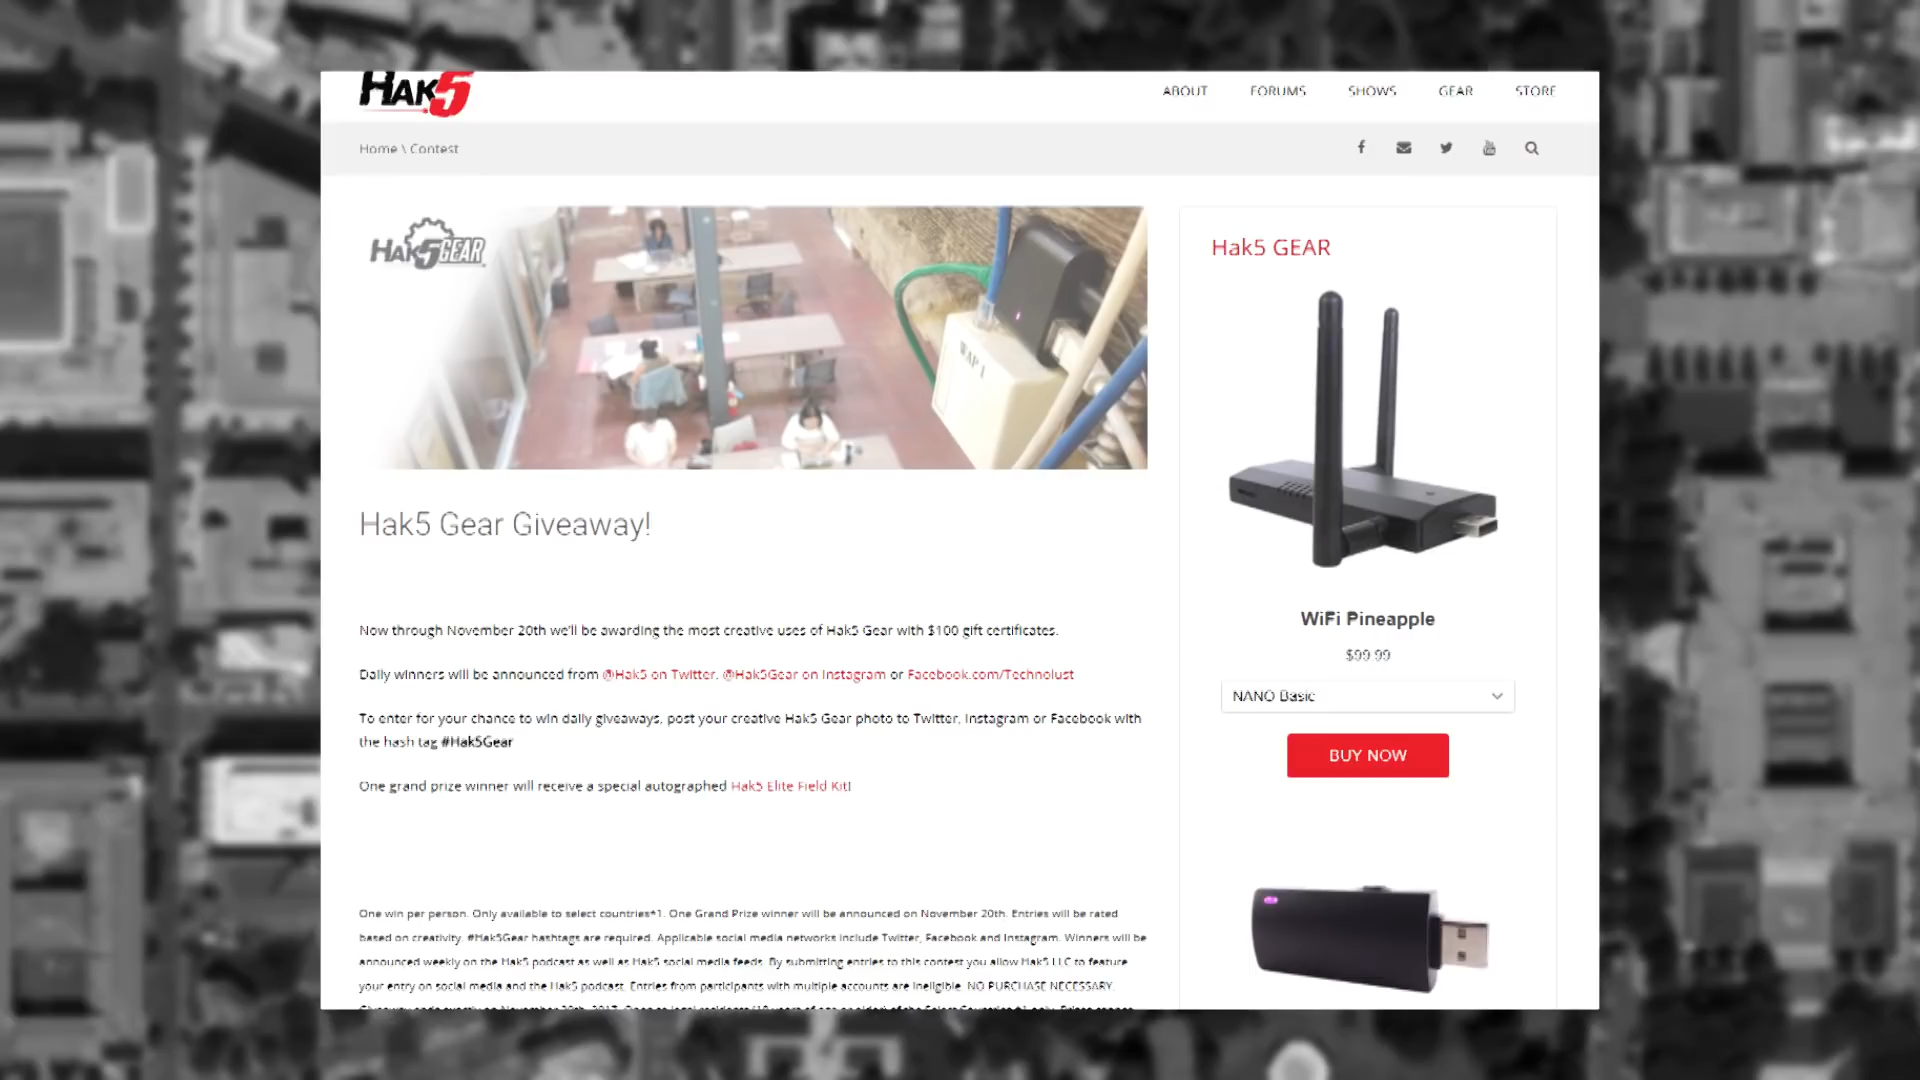 HAK5
ABOUT
FORUMS
SHOWS
GEAR
STORE
Home \ Contest
HAK5GEAR
WAP 1
Hak5 GEAR
WiFi Pineapple
$99.99
NANO Basic
BUY NOW
Hak5 Gear Giveaway!
Now through November 20th we'll be awarding the most creative uses of Hak5 Gear with $100 gift certificates.
Daily winners will be announced from @Hak5 on Twitter. @Hak5Gear on Instagram or Facebook.com/Technolust
To enter for your chance to win daily giveaways, post your creative Hak5 Gear photo to Twitter, Instagram or Facebook with
the hash tag #Hak5Gear
One grand prize winner will receive a special autographed Hak5 Elite Field Kit!
One win per person. Only available to select countries*1. One Grand Prize winner will be announced on November 20th. Entries will be rated
based on creativity. #Hak5Gear hashtags are required. Applicable social media networks include Twitter, Facebook and Instagram. Winners will be
announced weekly on the Hak5 podcast as well as Hak5 social media feeds. By submitting entries to this contest you allow Hak5 LLC to feature
your entry on social media and the Hak5 podcast. Entries from participants with multiple accounts are ineligible. NO PURCHASE NECESSARY.